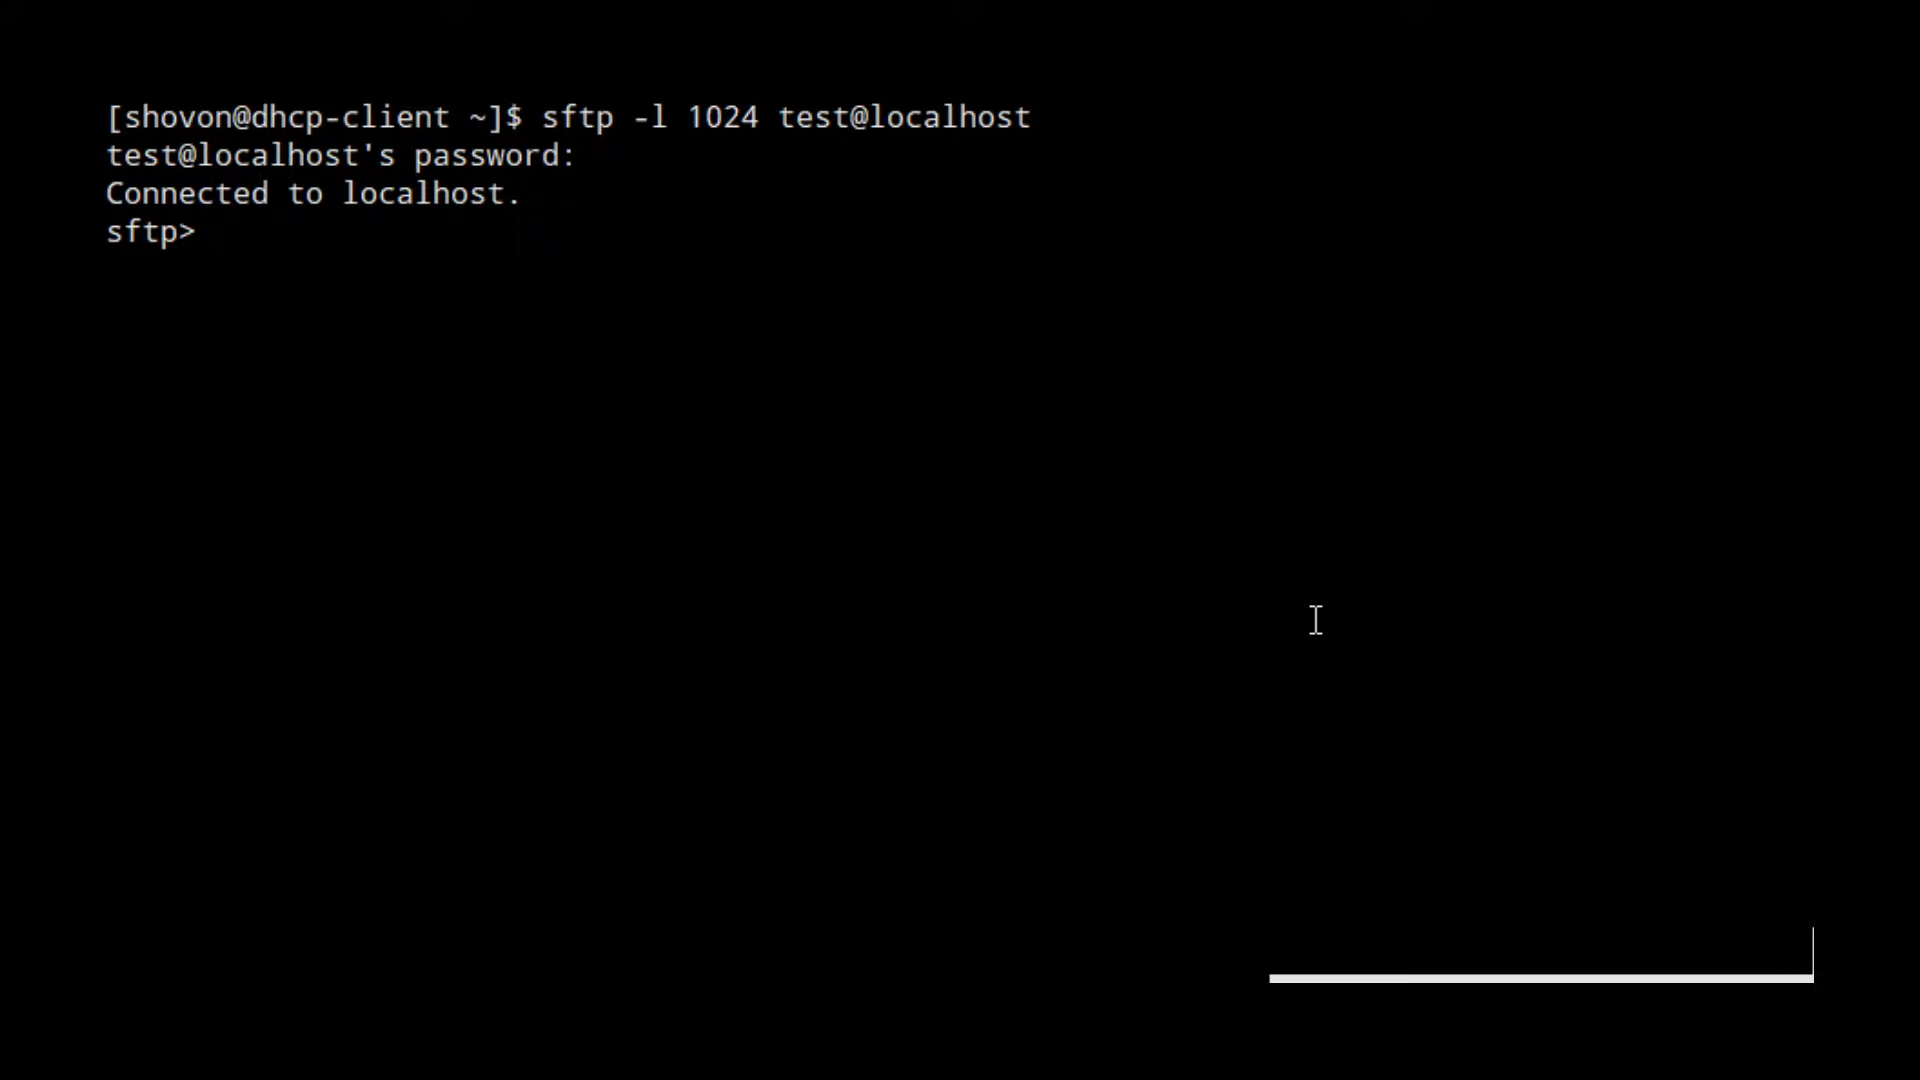 [shovon@dhcp-client ~]$ sftp -l 1024 test@localhost
test@localhost's password:
Connected to localhost.
sftp>